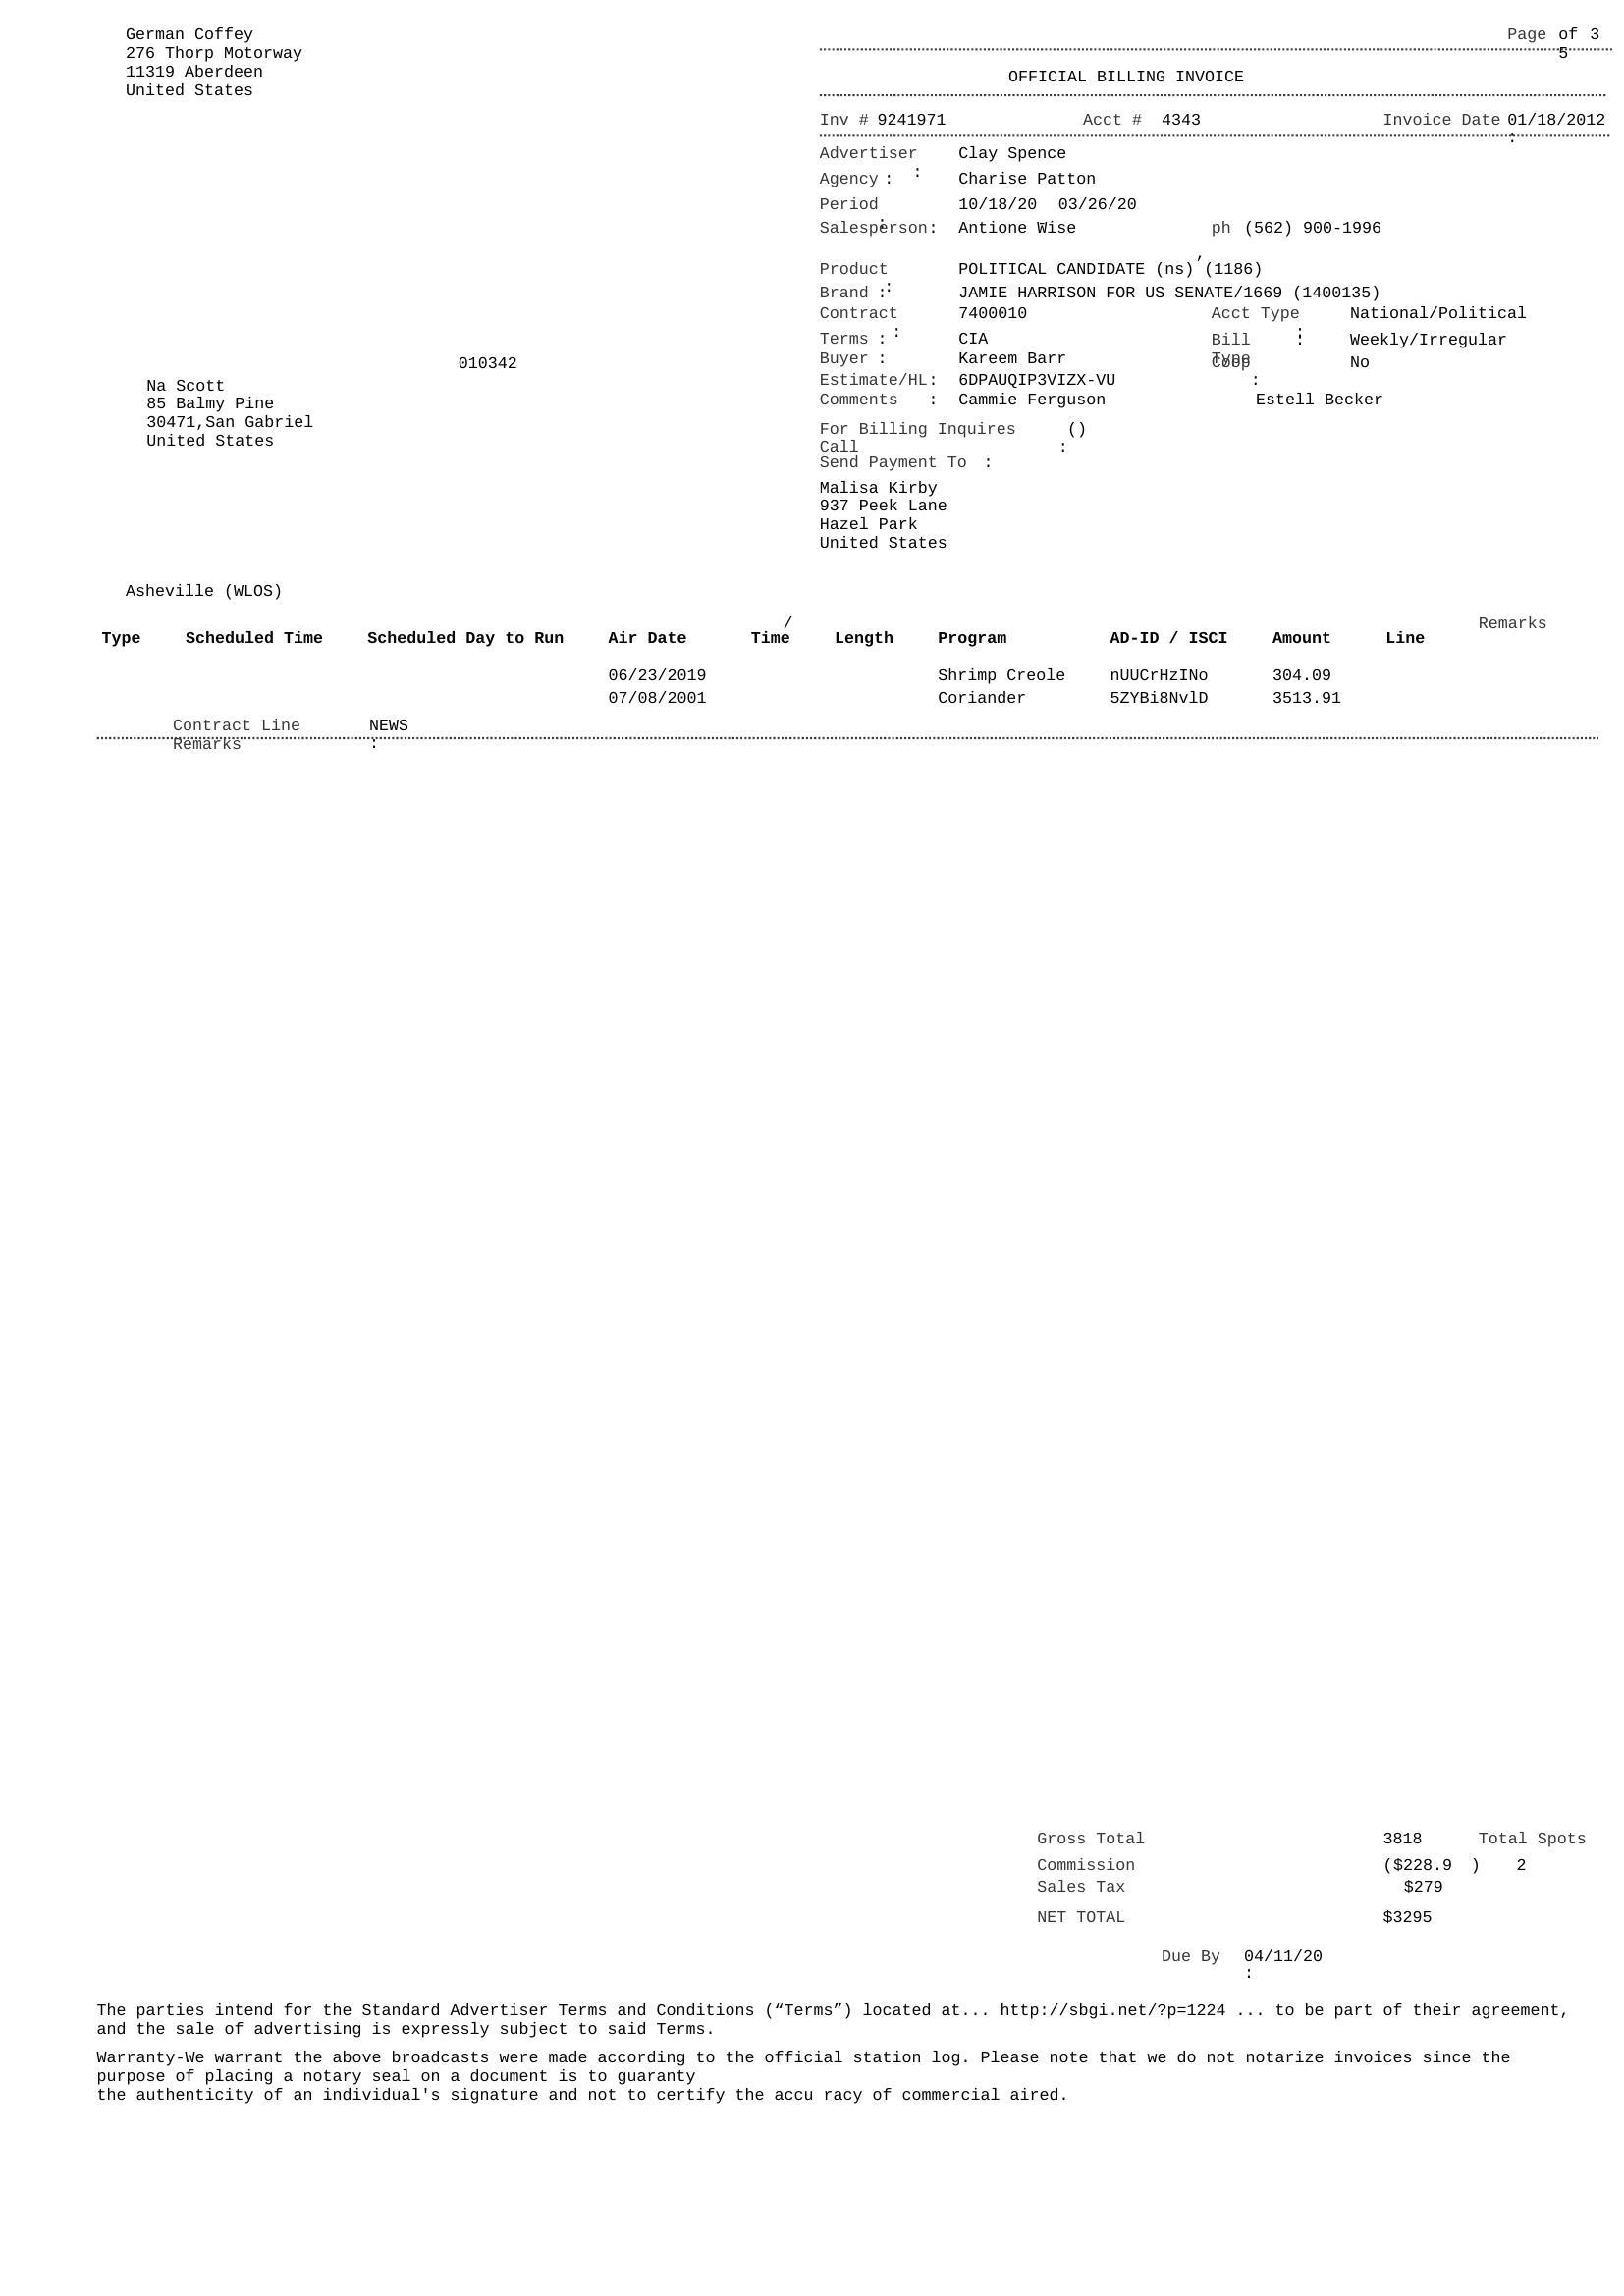 German Coffey
276 Thorp Motorway
11319 Aberdeen
United States
Page of 3
5
OFFICIAL BILLING INVOICE
Inv # 9241971 Acct # 4343 Invoice Date 01/18/2012
:
Advertiser Clay Spence
:
Agency : Charise Patton
Period 10/18/20 03/26/20
:
Salesperson: Antione Wise ph (562) 900-1996
,
Product POLITICAL CANDIDATE (ns) (1186)
:
Brand : JAMIE HARRISON FOR US SENATE/1669 (1400135)
Contract 7400010 Acct Type National/Political
: :
Terms : CIA Bill : Weekly/Irregular
Type
Buyer : Kareem Barr Coop No
Estimate/HL: 6DPAUQIP3VIZX-VU :
Comments : Cammie Ferguson Estell Becker
010342
Na Scott
85 Balmy Pine
30471,San Gabriel
United States
For Billing Inquires ()
Call :
Send Payment To :
Malisa Kirby
937 Peek Lane
Hazel Park
United States
Asheville (WLOS)
/ Remarks
Type Scheduled Time Scheduled Day to Run Air Date Time Length Program AD-ID / ISCI Amount Line
06/23/2019 Shrimp Creole nUUCrHzINo 304.09
07/08/2001 Coriander 5ZYBi8NvlD 3513.91
Contract Line NEWS
Remarks :
Gross Total 3818 Total Spots
Commission ($228.9 ) 2
Sales Tax $279
NET TOTAL $3295
Due By 04/11/20
:
The parties intend for the Standard Advertiser Terms and Conditions (“Terms”) located at... http://sbgi.net/?p=1224 ... to be part of their agreement,
and the sale of advertising is expressly subject to said Terms.
Warranty-We warrant the above broadcasts were made according to the official station log. Please note that we do not notarize invoices since the
purpose of placing a notary seal on a document is to guaranty
the authenticity of an individual's signature and not to certify the accu racy of commercial aired.